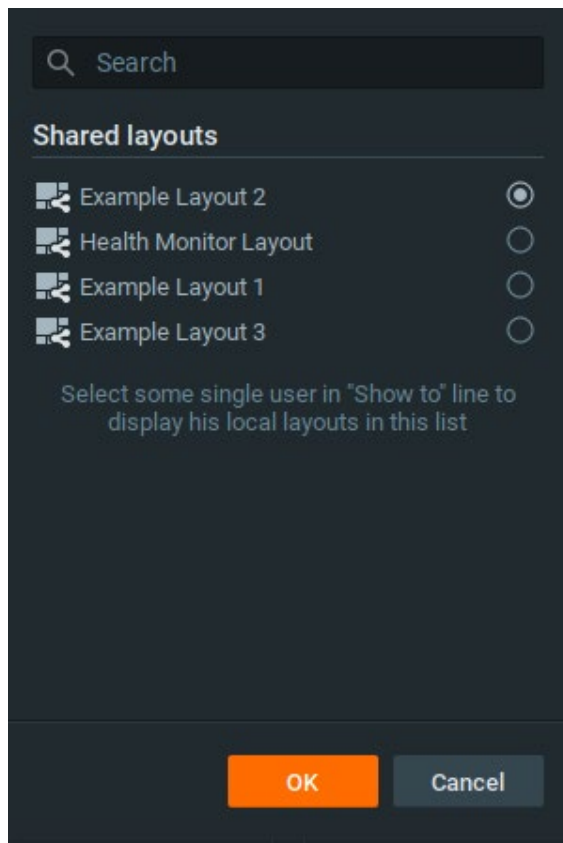 Search
Shared layouts
Example Layout 2
Health Monitor Layout
Example Layout 1
Example Layout 3
Select some single user in "Show to" line to
display his local layouts in this list
OK
Cancel